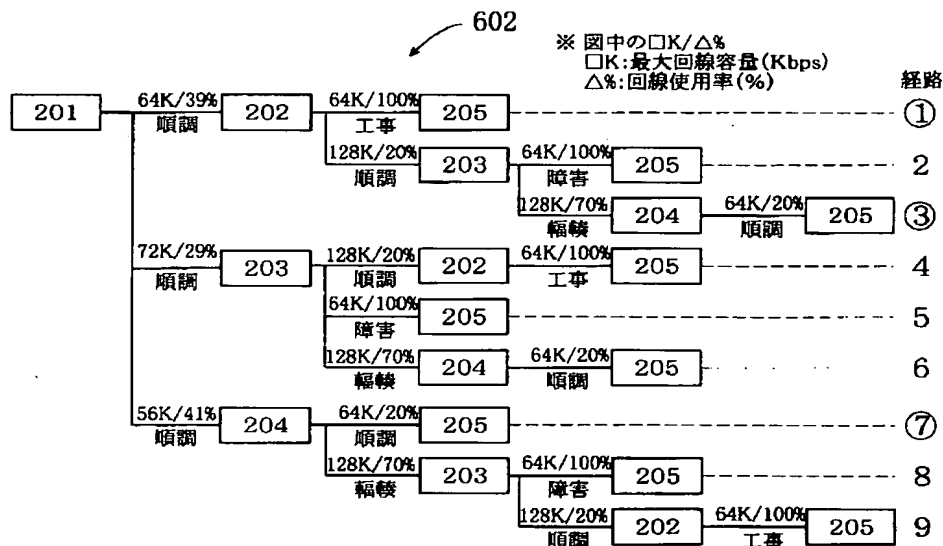 602
※ 図中の□K/△%
□K:最大回線容量(Kbps)
△%:回線使用率(%)
経路
201
64K/39%
順調
202
64K/100%
工事
205
①
128K/20%
順調
203
64K/100%
障害
205
2
128K/70%
輻輳
204
64K/20%
順調
205
③
72K/29%
順調
203
128K/20%
順調
202
64K/100%
工事
205
4
64K/100%
障害
205
5
128K/70%
輻輳
204
64K/20%
順調
205
6
56K/41%
順調
204
64K/20%
順調
205
⑦
128K/70%
輻輳
203
64K/100%
障害
205
8
128K/20%
順調
202
64K/100%
工事
205
9